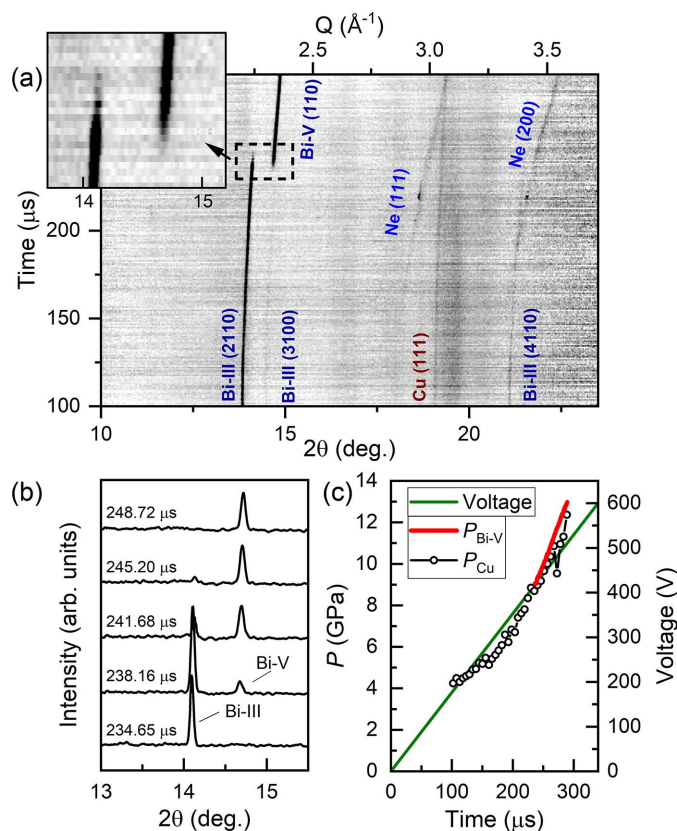 Q (Å⁻¹)
2.5 3.0 3.5
(a)
14 15
Bi-V (110)
Ne (111)
Ne (200)
Bi-III (2110)
Bi-III (3100)
Cu (111)
Bi-III (4110)
Time (µs)
200
150
100
10 15 20
2θ (deg.)
(b)
248.72 µs
245.20 µs
241.68 µs
238.16 µs
234.65 µs
Bi-V
Bi-III
Intensity (arb. units)
13 14 15
2θ (deg.)
(c)
Voltage
P Bi-V
P Cu
P (GPa)
14
12
10
8
6
4
2
0
Voltage (V)
600
500
400
300
200
100
0
0 100 200 300
Time (µs)